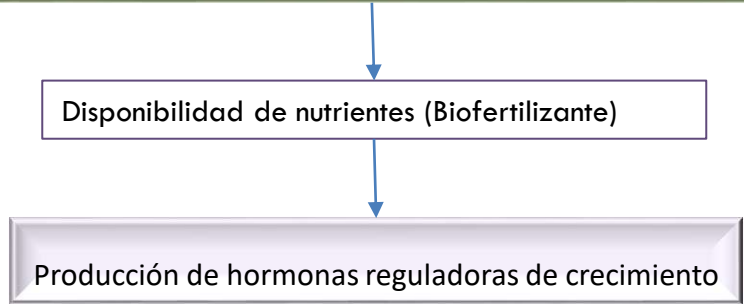 Disponibilidad de nutrientes (Biofertilizante)
Producción de hormonas reguladoras de crecimiento